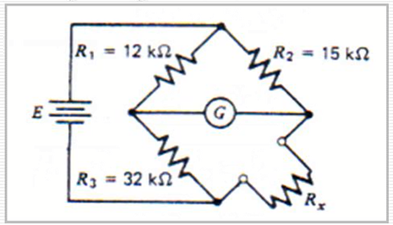 R₁ = 12 kΩ
R₂ = 15 kΩ
E
G
R₃ = 32 kΩ
Rₓ